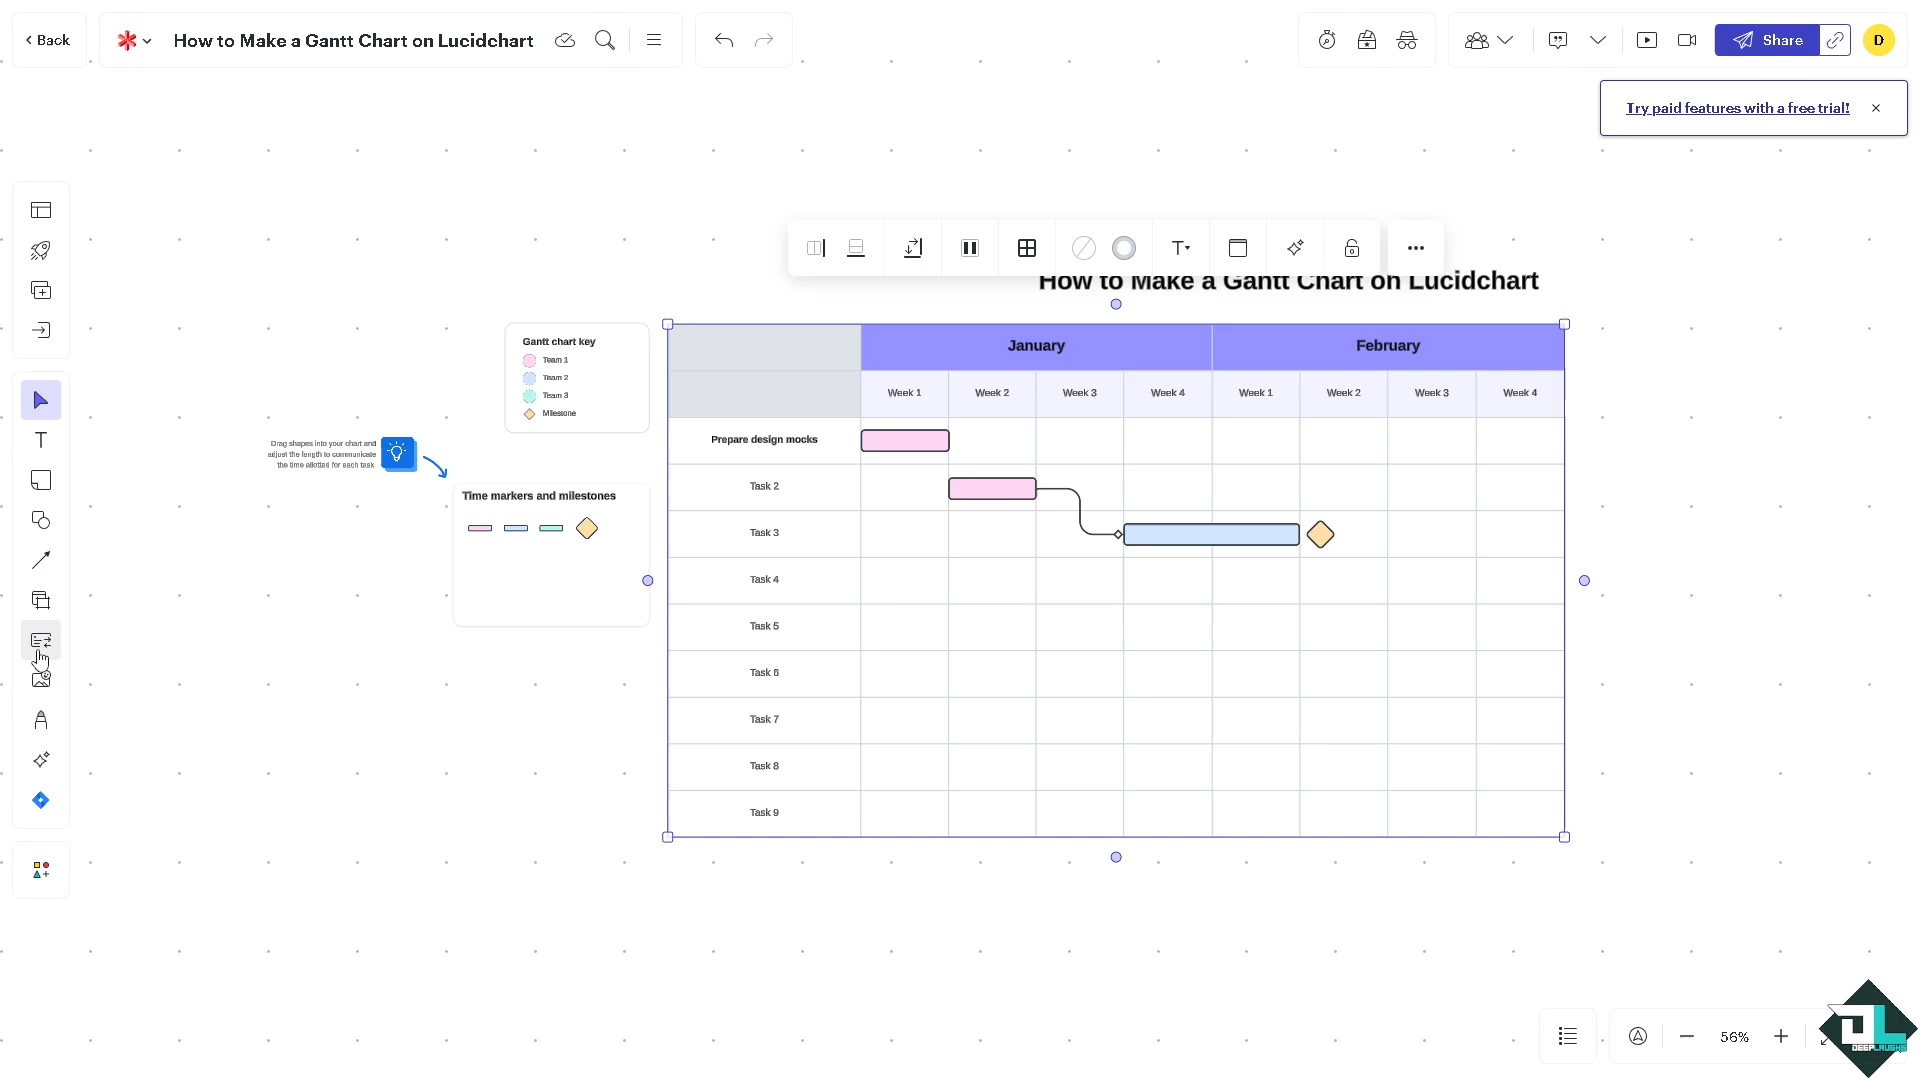 Back
How to Make a Gantt Chart on Lucidchart
Share
D
Try paid features with a free trial!
How to Make a Gantt Chart on Lucidchart
Gantt chart key
Team 1
Team 2
Team 3
Milestone
January February
Week 1 Week 2 Week 3 Week 4 Week 1 Week 2 Week 3 Week 4
Prepare design mocks
Drag shapes into your chart and
adjust the length to communicate
the time allotted for each task
Time markers and milestones
Task 2
Task 3
Task 4
Task 5
Task 6
Task 7
Task 8
Task 9
56%
DEEPLAUGHS